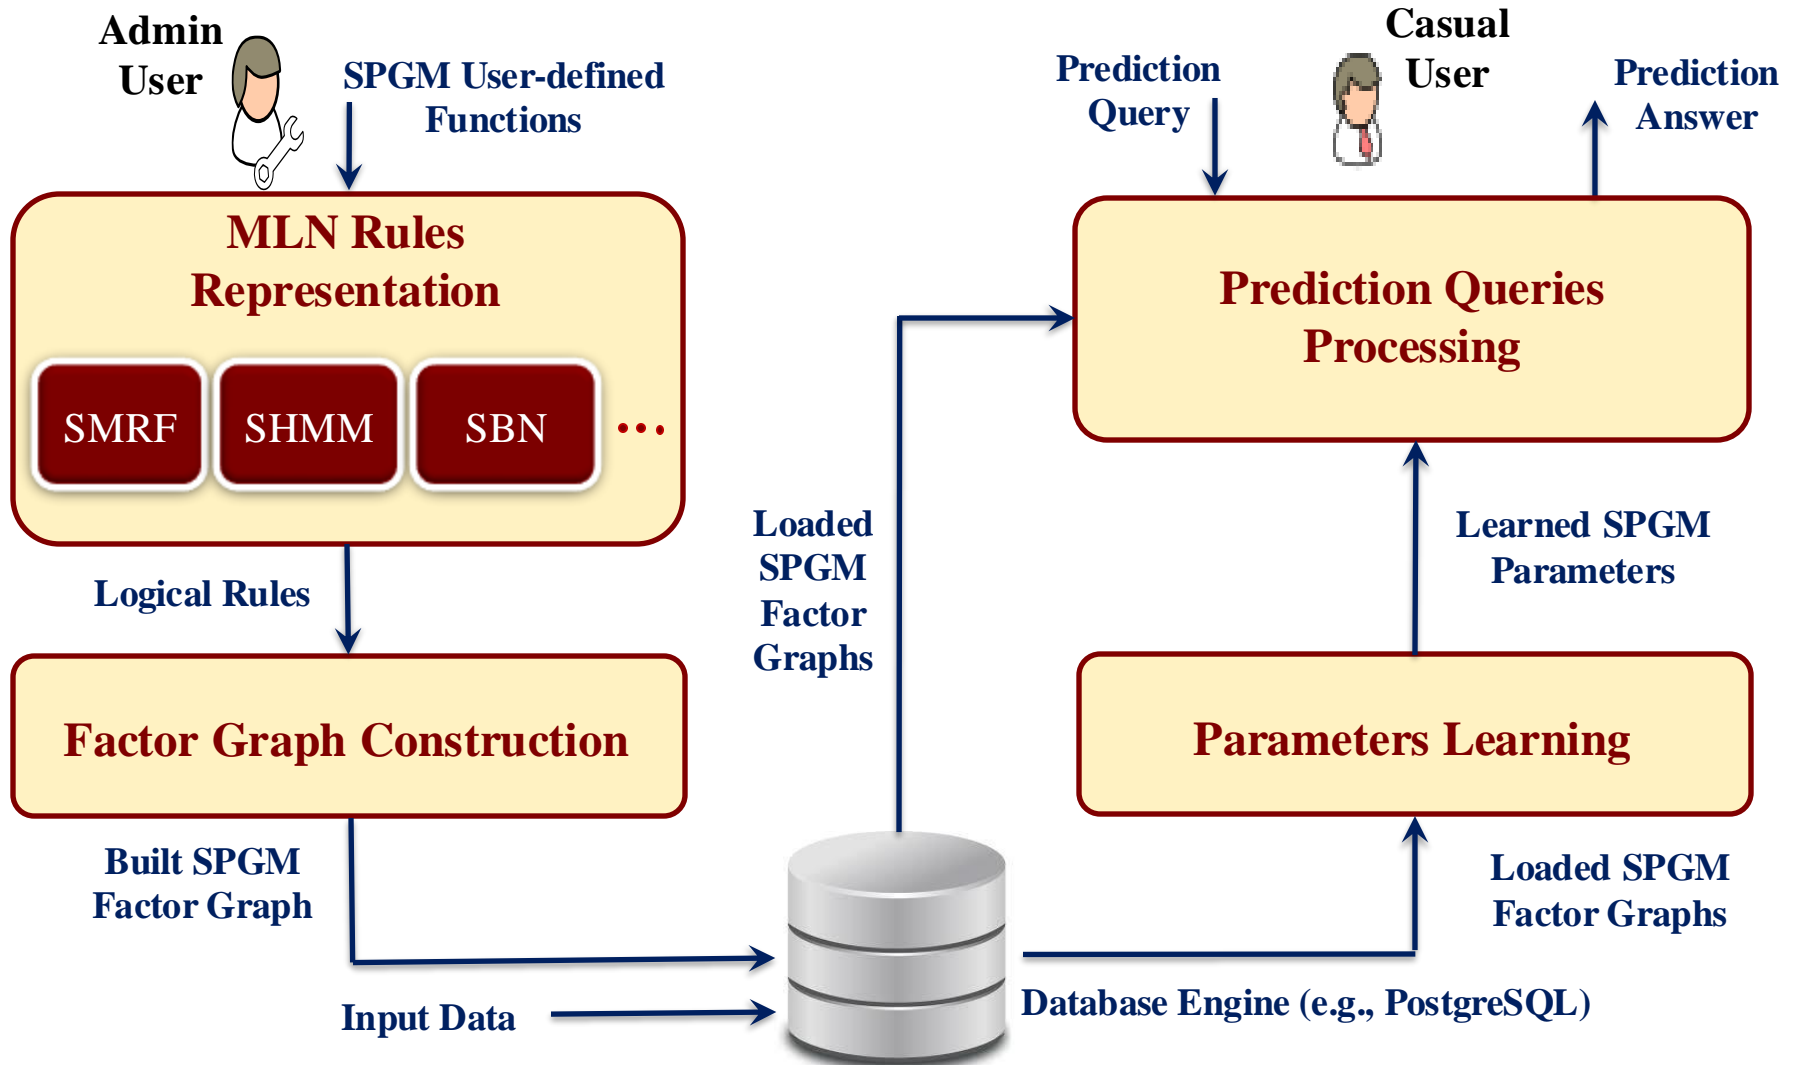 Admin
User
SPGM User-defined
Functions
MLN Rules
Representation
SMRF
SHMM
SBN
...
Logical Rules
Factor Graph Construction
Built SPGM
Factor Graph
Input Data
Database Engine (e.g., PostgreSQL)
Loaded
SPGM
Factor
Graphs
Prediction
Query
Casual
User
Prediction
Answer
Prediction Queries
Processing
Learned SPGM
Parameters
Parameters Learning
Loaded SPGM
Factor Graphs